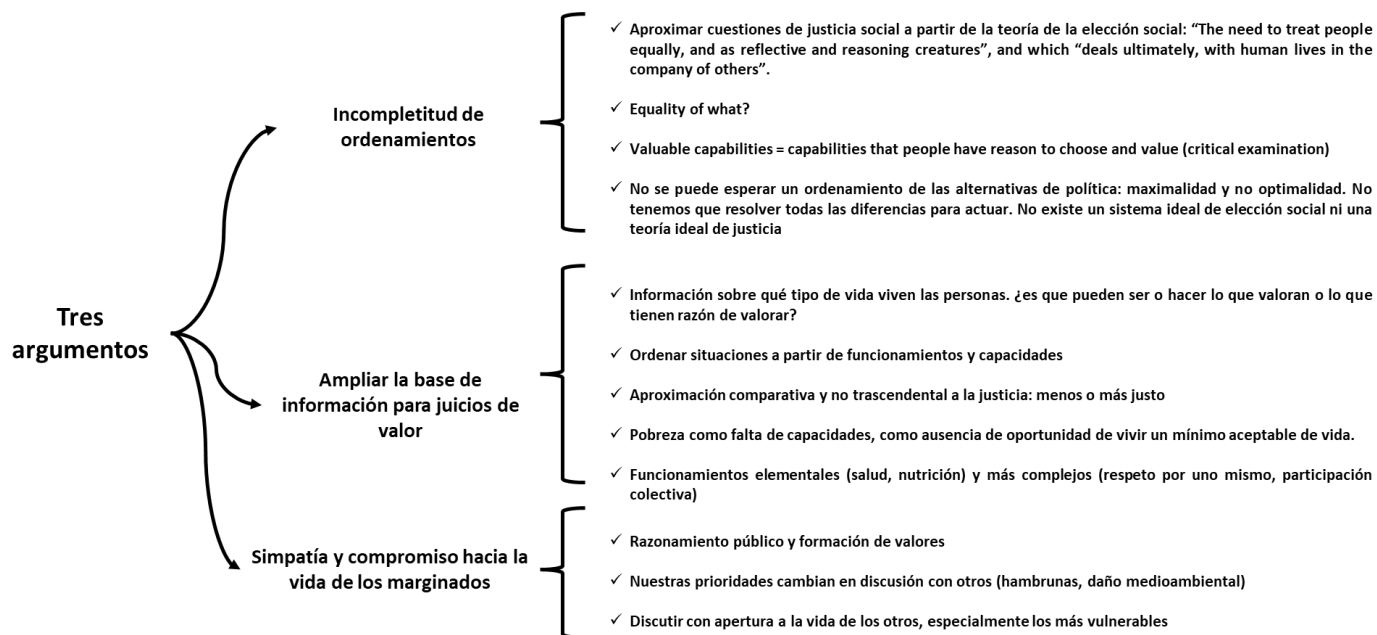 Tres
argumentos
Incompletitud de
ordenamientos
✓ Aproximar cuestiones de justicia social a partir de la teoría de la elección social: “The need to treat people
equally, and as reflective and reasoning creatures”, and which “deals ultimately, with human lives in the
company of others”.
✓ Equality of what?
✓ Valuable capabilities = capabilities that people have reason to choose and value (critical examination)
✓ No se puede esperar un ordenamiento de las alternativas de política: maximalidad y no optimalidad. No
tenemos que resolver todas las diferencias para actuar. No existe un sistema ideal de elección social ni una
teoría ideal de justicia
Ampliar la base de
información para juicios de
valor
✓ Información sobre qué tipo de vida viven las personas. ¿es que pueden ser o hacer lo que valoran o lo que
tienen razón de valorar?
✓ Ordenar situaciones a partir de funcionamientos y capacidades
✓ Aproximación comparativa y no trascendental a la justicia: menos o más justo
✓ Pobreza como falta de capacidades, como ausencia de oportunidad de vivir un mínimo aceptable de vida.
✓ Funcionamientos elementales (salud, nutrición) y más complejos (respeto por uno mismo, participación
colectiva)
Simpatía y compromiso hacia la
vida de los marginados
✓ Razonamiento público y formación de valores
✓ Nuestras prioridades cambian en discusión con otros (hambrunas, daño medioambiental)
✓ Discutir con apertura a la vida de los otros, especialmente los más vulnerables